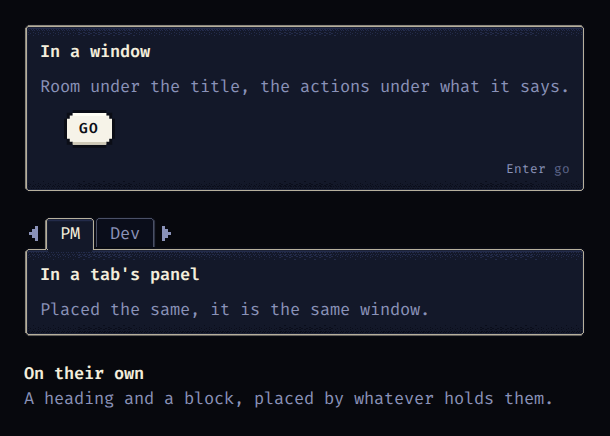 In a window
Room under the title, the actions under what it says.
GO
Enter go
PM Dev
In a tab's panel
Placed the same, it is the same window.
On their own
A heading and a block, placed by whatever holds them.